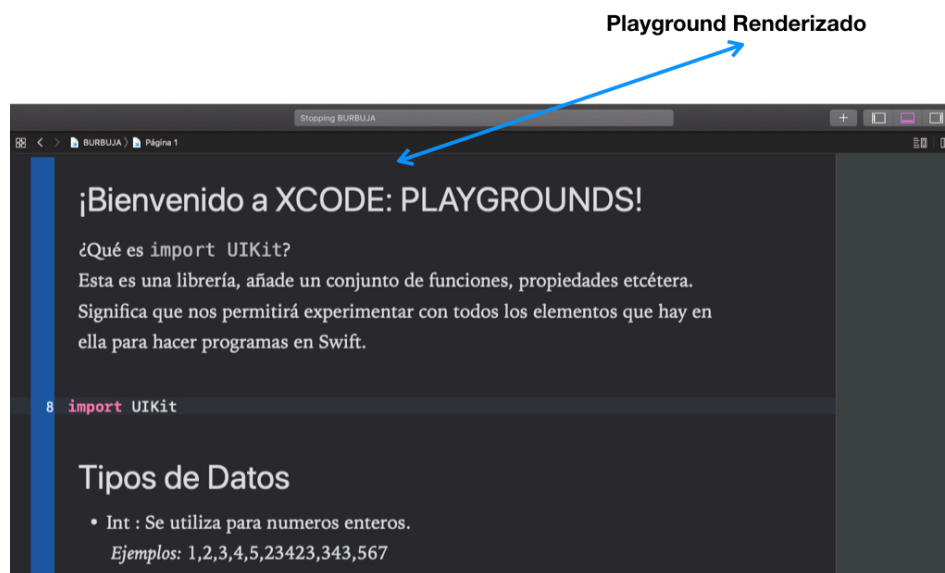 Playground Renderizado
Stopping BURBUJA
BURBUJA Página 1
¡Bienvenido a XCODE: PLAYGROUNDS!
¿Qué es import UIKit?
Esta es una librería, añade un conjunto de funciones, propiedades etcétera.
Significa que nos permitirá experimentar con todos los elementos que hay en
ella para hacer programas en Swift.
8 import UIKit
Tipos de Datos
• Int : Se utiliza para numeros enteros.
Ejemplos: 1,2,3,4,5,23423,343,567